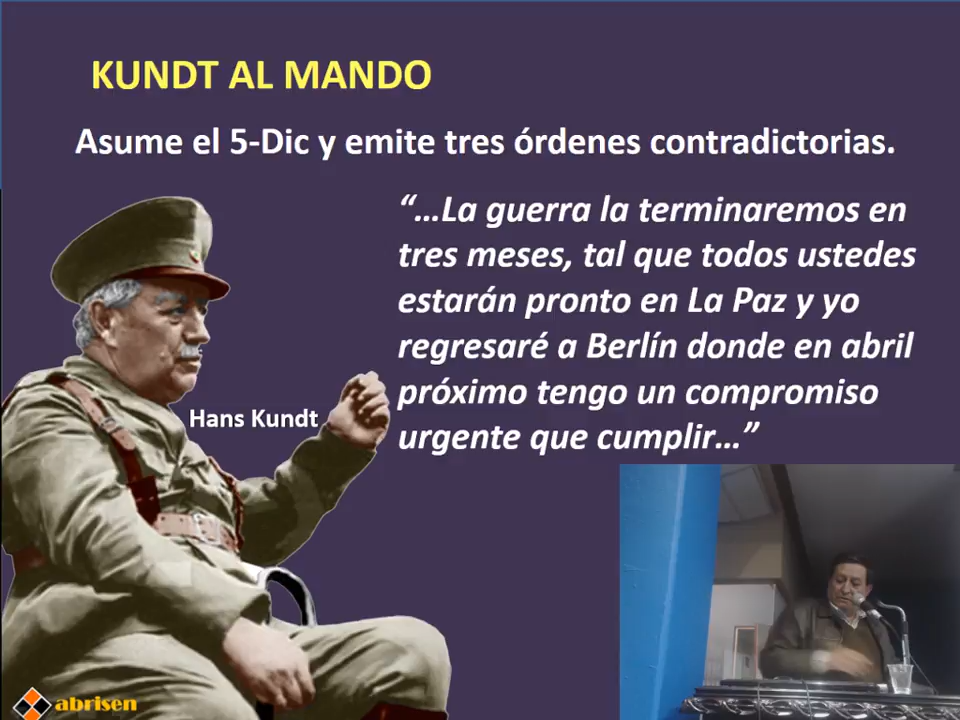 KUNDT AL MANDO
Asume el 5-Dic y emite tres órdenes contradictorias.
“…La guerra la terminaremos en
tres meses, tal que todos ustedes
estarán pronto en La Paz y yo
regresaré a Berlín donde en abril
próximo tengo un compromiso
urgente que cumplir…”
Hans Kundt
abrisen